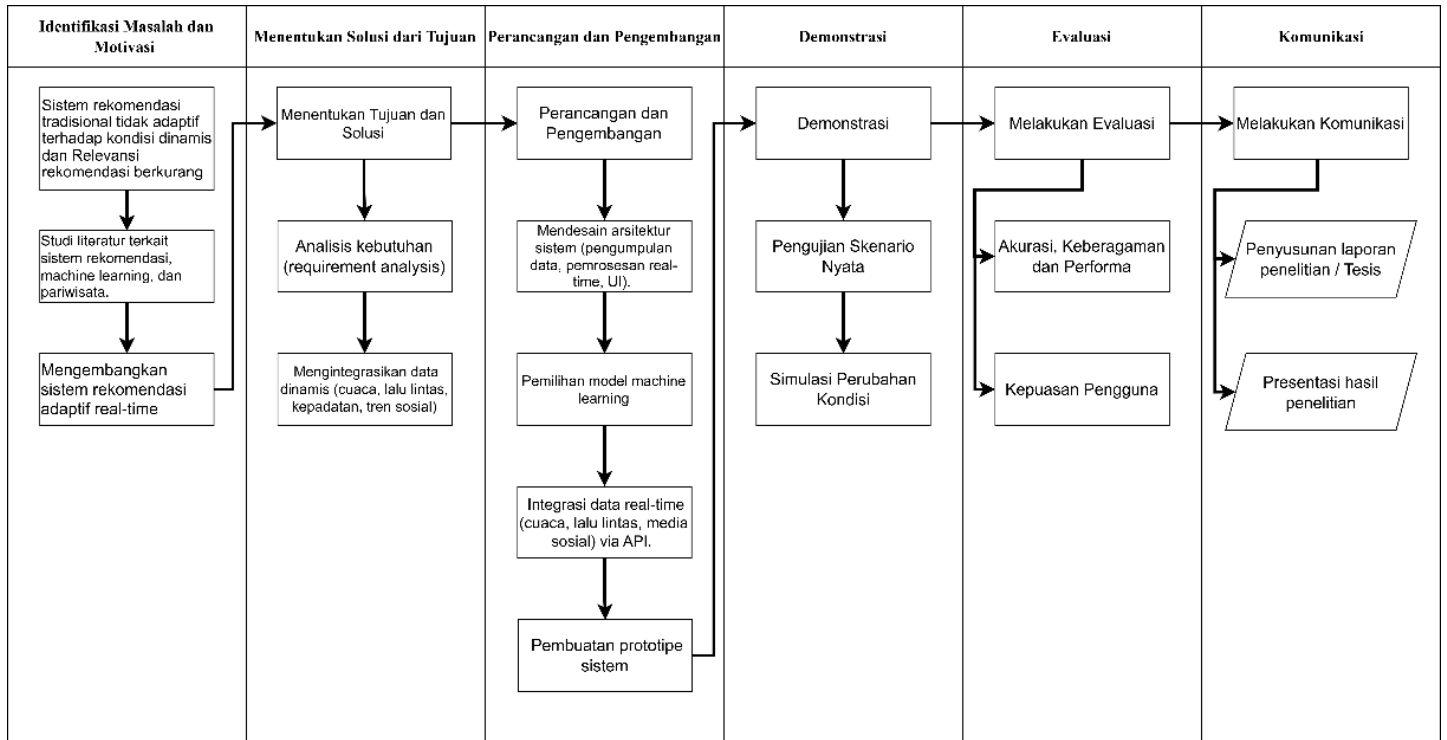 Identifikasi Masalah dan
Motivasi
Menentukan Solusi dari Tujuan
Perancangan dan Pengembangan
Demonstrasi
Evaluasi
Komunikasi
Sistem rekomendasi
tradisional tidak adaptif
terhadap kondisi dinamis
dan Relevansi
rekomendasi berkurang
Studi literatur terkait
sistem rekomendasi,
machine learning, dan
pariwisata.
Mengembangkan
sistem rekomendasi
adaptif real-time
Menentukan Tujuan dan
Solusi
Analisis kebutuhan
(requirement analysis)
Mengintegrasikan data
dinamis (cuaca, lalu lintas,
kepadatan, tren sosial)
Perancangan dan
Pengembangan
Mendesain arsitektur
sistem (pengumpulan
data, pemrosesan real-
time, UI).
Pemilihan model machine
learning
Integrasi data real-time
(cuaca, lalu lintas, media
sosial) via API.
Pembuatan prototipe
sistem
Demonstrasi
Pengujian Skenario
Nyata
Simulasi Perubahan
Kondisi
Melakukan Evaluasi
Akurasi, Keberagaman
dan Performa
Kepuasan Pengguna
Melakukan Komunikasi
Penyusunan laporan
penelitian / Tesis
Presentasi hasil
penelitian